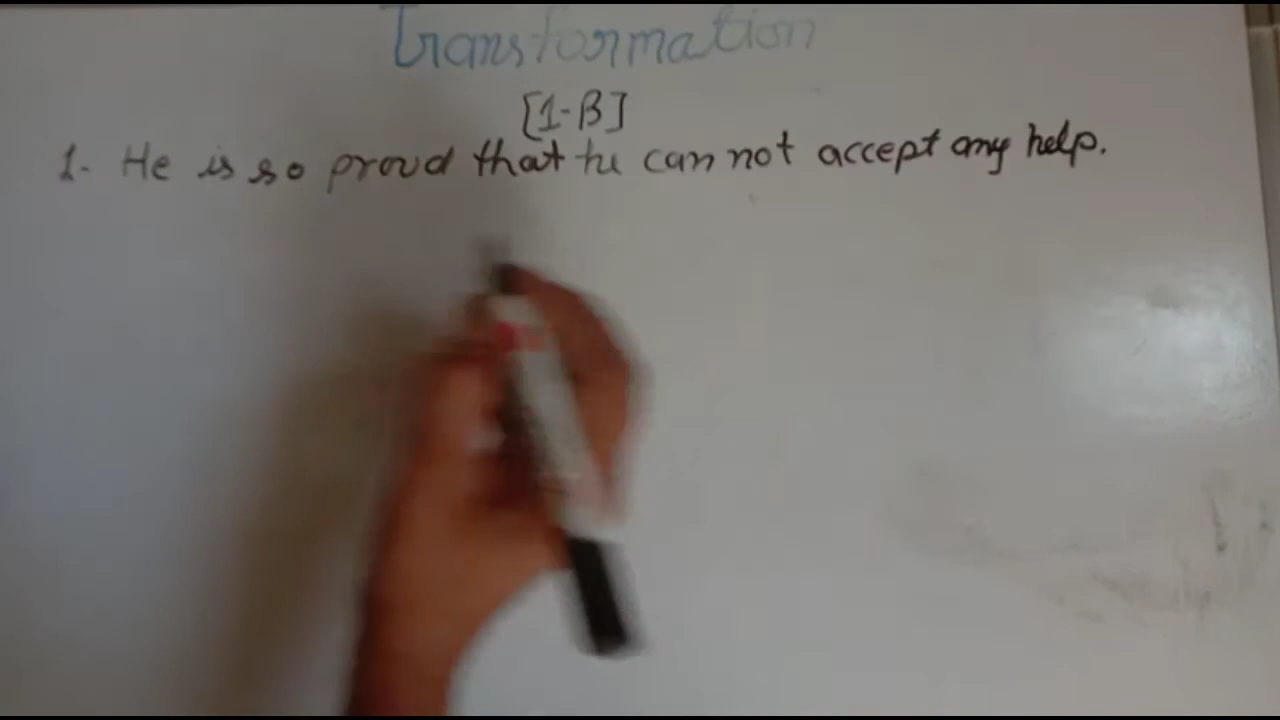 Transformation
[1-B]
1. He is so proud that he can not accept any help.